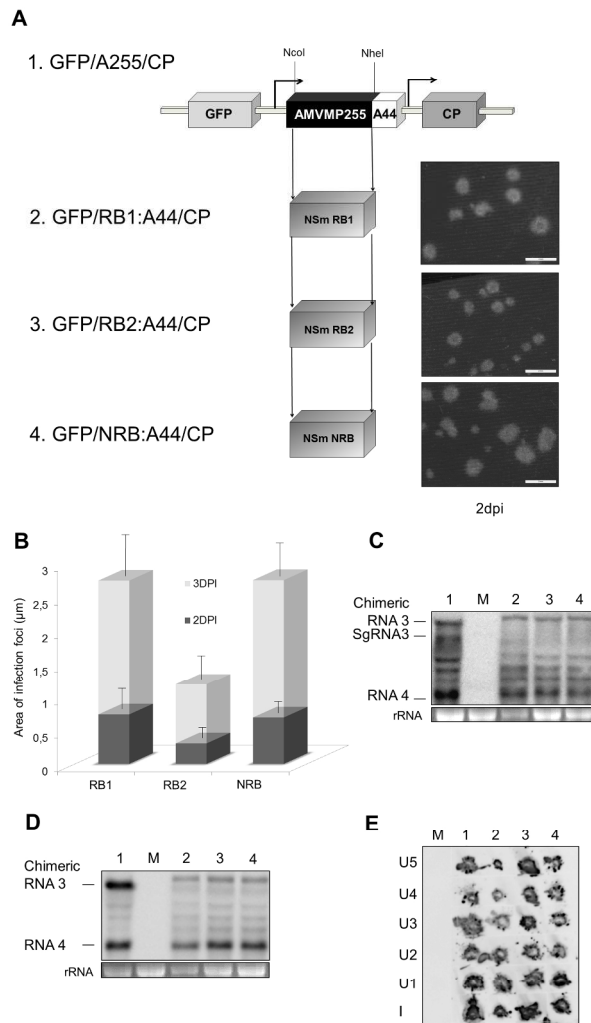 A
1. GFP/A255/CP
NcoI
NheI
GFP
AMVMP255
A44
CP
2. GFP/RB1:A44/CP
NSm RB1
3. GFP/RB2:A44/CP
NSm RB2
4. GFP/NRB:A44/CP
NSm NRB
2dpi
B
Area of infection foci (µm)
3,5
3
2,5
2
1,5
1
0,5
0
3DPI
2DPI
RB1
RB2
NRB
C
Chimeric
1 M 2 3 4
RNA 3
SgRNA3
RNA 4
rRNA
D
Chimeric
1 M 2 3 4
RNA 3
RNA 4
rRNA
E
M 1 2 3 4
U5
U4
U3
U2
U1
I